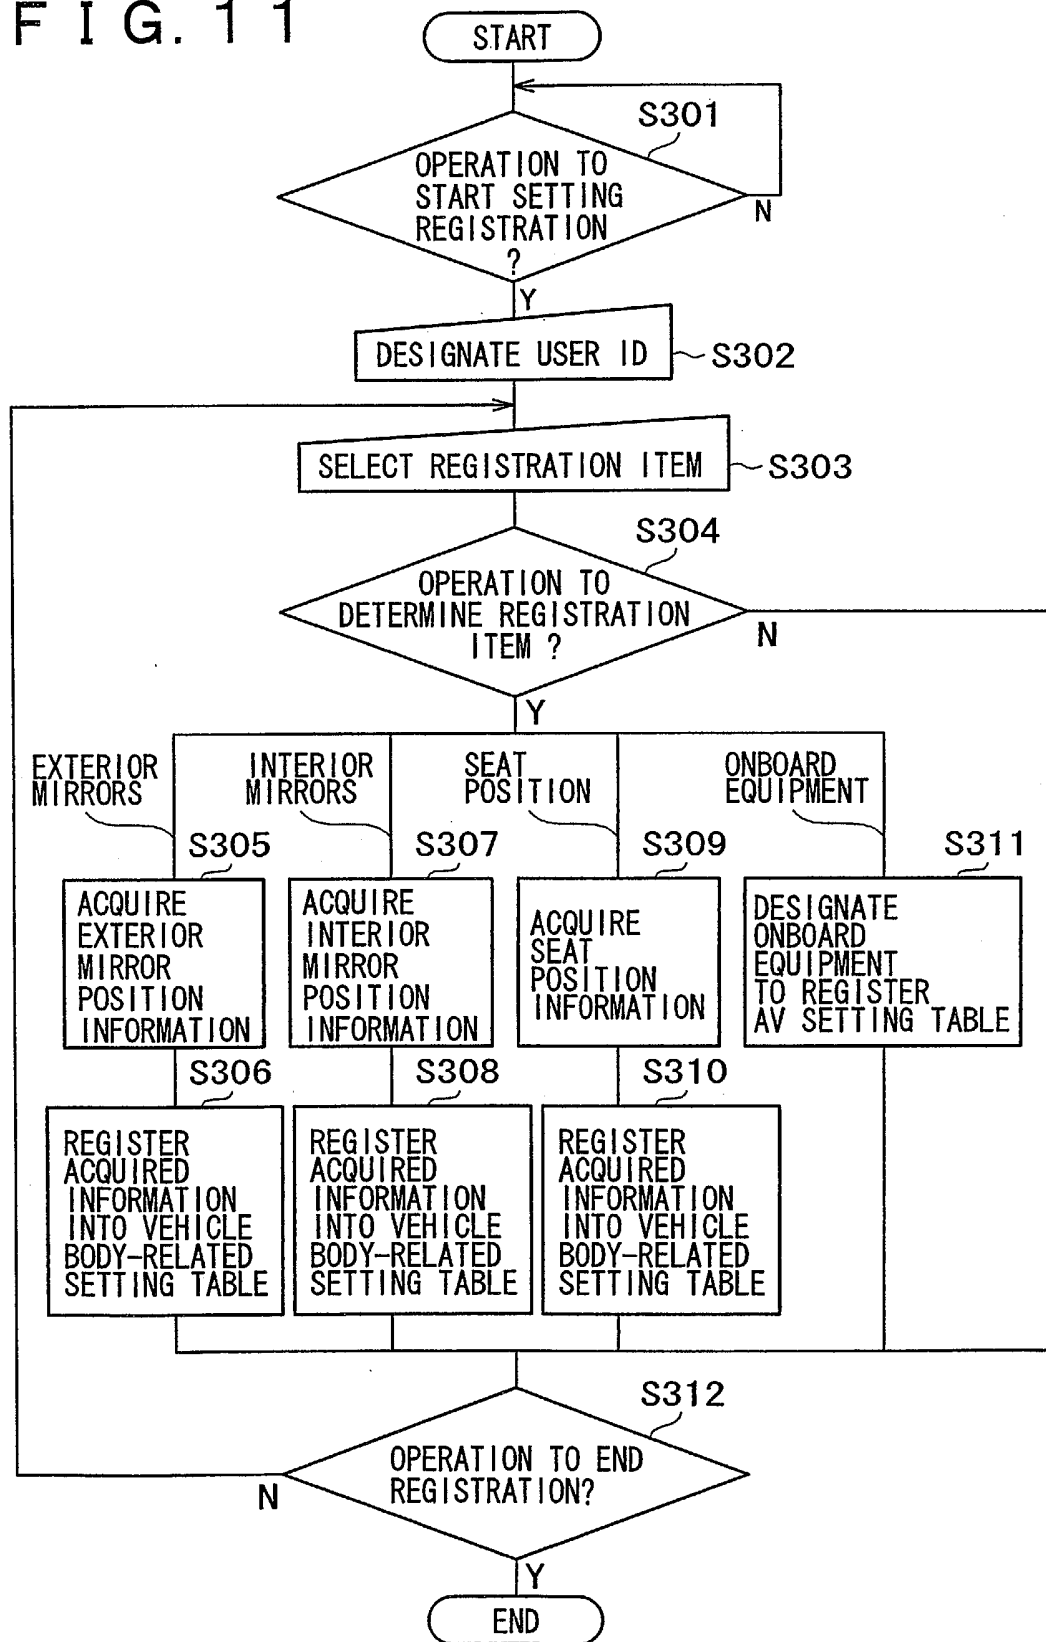 FIG. 11
START
S301
OPERATION TO
START SETTING
REGISTRATION
?
N
Y
DESIGNATE USER ID
S302
SELECT REGISTRATION ITEM
S303
S304
OPERATION TO
DETERMINE REGISTRATION
ITEM ?
N
Y
EXTERIOR
MIRRORS
INTERIOR
MIRRORS
SEAT
POSITION
ONBOARD
EQUIPMENT
S305
ACQUIRE
EXTERIOR
MIRROR
POSITION
INFORMATION
S307
ACQUIRE
INTERIOR
MIRROR
POSITION
INFORMATION
S309
ACQUIRE
SEAT
POSITION
INFORMATION
S311
DESIGNATE
ONBOARD
EQUIPMENT
TO REGISTER
AV SETTING TABLE
S306
REGISTER
ACQUIRED
INFORMATION
INTO VEHICLE
BODY-RELATED
SETTING TABLE
S308
REGISTER
ACQUIRED
INFORMATION
INTO VEHICLE
BODY-RELATED
SETTING TABLE
S310
REGISTER
ACQUIRED
INFORMATION
INTO VEHICLE
BODY-RELATED
SETTING TABLE
S312
OPERATION TO END
REGISTRATION?
N
Y
END